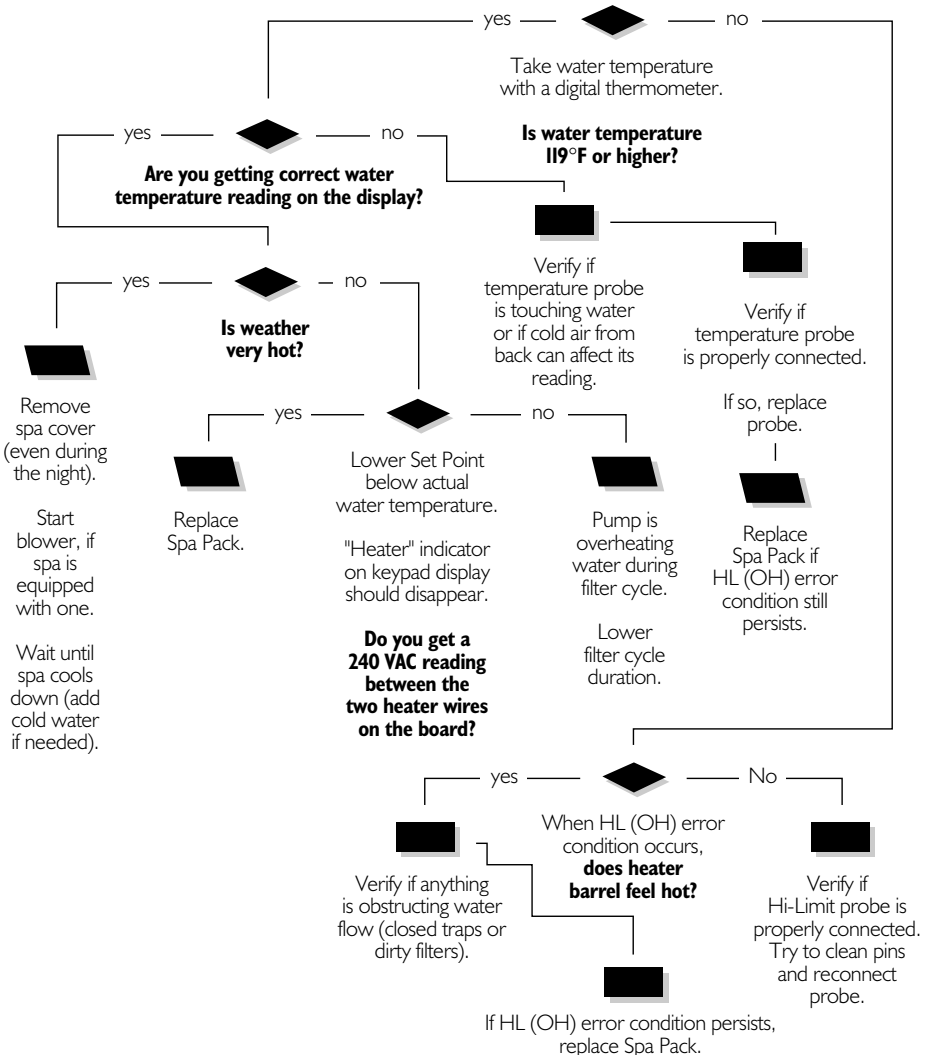 yes
no
Take water temperature
with a digital thermometer.
Is water temperature
119°F or higher?
yes
no
Are you getting correct water
temperature reading on the display?
Verify if
temperature probe
is touching water
or if cold air from
back can affect its
reading.
Verify if
temperature probe
is properly connected.
If so, replace
probe.
Replace
Spa Pack if
HL (OH) error
condition still
persists.
yes
no
Is weather
very hot?
Remove
spa cover
(even during
the night).
Start
blower, if
spa is
equipped
with one.
Wait until
spa cools
down (add
cold water
if needed).
yes
no
Lower Set Point
below actual
water temperature.
"Heater" indicator
on keypad display
should disappear.
Do you get a
240 VAC reading
between the
two heater wires
on the board?
Replace
Spa Pack.
Pump is
overheating
water during
filter cycle.
Lower
filter cycle
duration.
yes
No
When HL (OH) error
condition occurs,
does heater
barrel feel hot?
Verify if anything
is obstructing water
flow (closed traps or
dirty filters).
If HL (OH) error condition persists,
replace Spa Pack.
Verify if
Hi-Limit probe is
properly connected.
Try to clean pins
and reconnect
probe.